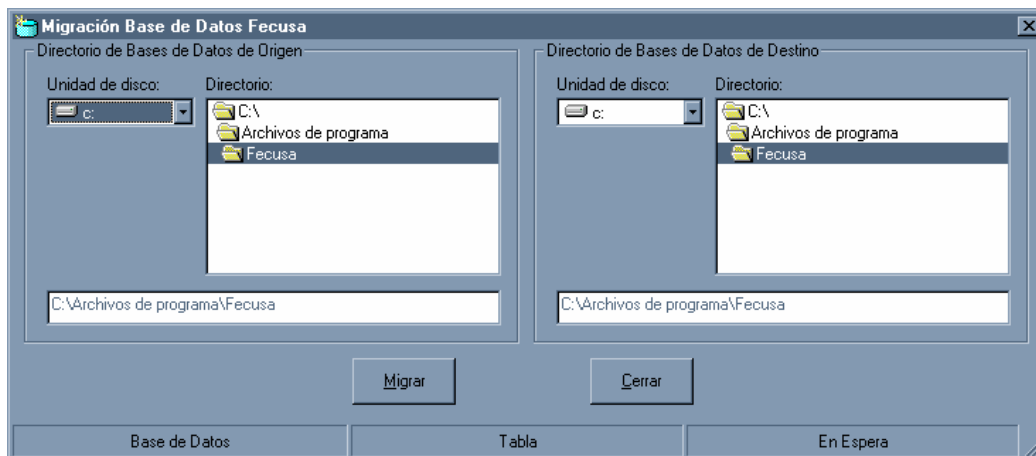 Migración Base de Datos Fecusa
Directorio de Bases de Datos de Origen
Unidad de disco:
Directorio:
c:
C:\
Archivos de programa
Fecusa
C:\Archivos de programa\Fecusa
Directorio de Bases de Datos de Destino
Unidad de disco:
Directorio:
c:
C:\
Archivos de programa
Fecusa
C:\Archivos de programa\Fecusa
Migrar
Cerrar
Base de Datos
Tabla
En Espera